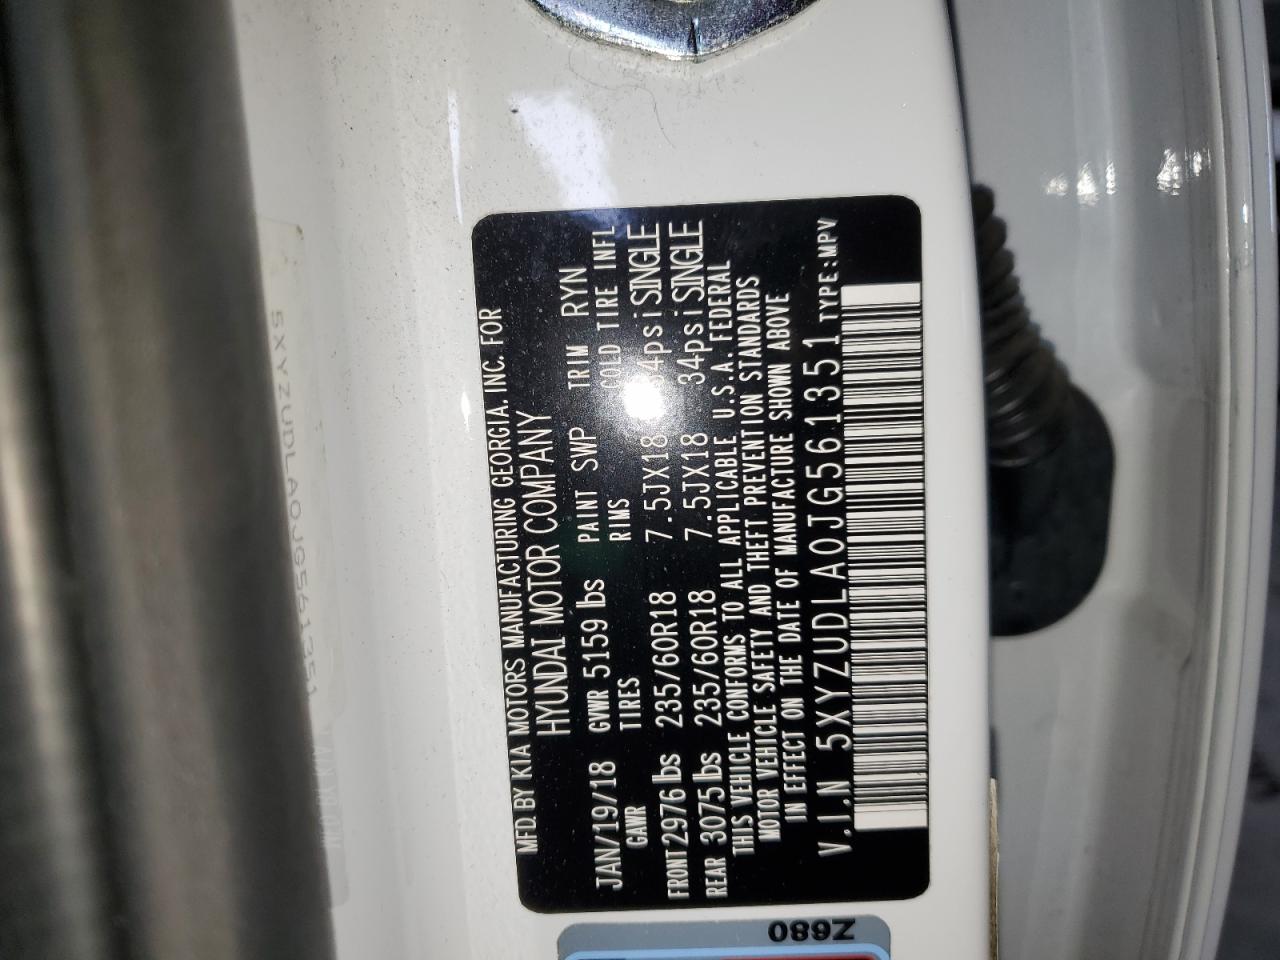 MFD. BY KIA MOTORS MANUFACTURING GEORGIA, INC. FOR
HYUNDAI MOTOR COMPANY
JAN/19/18 GVWR 5159 lbs PAINT SWP TRIM RYN
GAWR TIRES RIMS COLD TIRE INFL
FRONT 2976 lbs 235/60R18 7.5JX18 34psi SINGLE
REAR 3075 lbs 235/60R18 7.5JX18 34psi SINGLE
THIS VEHICLE CONFORMS TO ALL APPLICABLE U.S.A. FEDERAL
MOTOR VEHICLE SAFETY AND THEFT PREVENTION STANDARDS
IN EFFECT ON THE DATE OF MANUFACTURE SHOWN ABOVE
V.I.N 5XYZUDLA0JG561351 TYPE:MPV
5XYZUDLA0JG561351
Z680